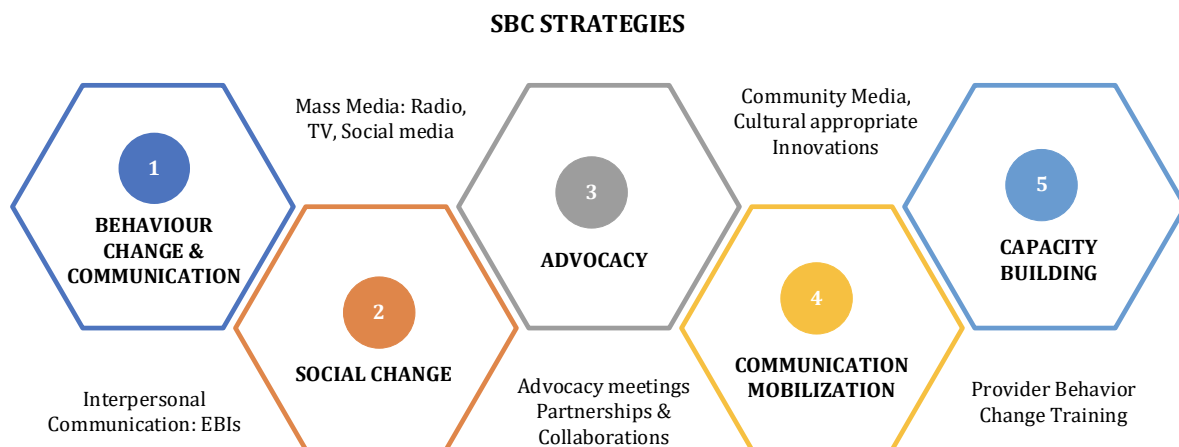 SBC STRATEGIES
1
BEHAVIOUR
CHANGE &
COMMUNICATION
Interpersonal
Communication: EBIs
Mass Media: Radio,
TV, Social media
2
SOCIAL CHANGE
3
ADVOCACY
Advocacy meetings
Partnerships &
Collaborations
Community Media,
Cultural appropriate
Innovations
4
COMMUNICATION
MOBILIZATION
5
CAPACITY
BUILDING
Provider Behavior
Change Training